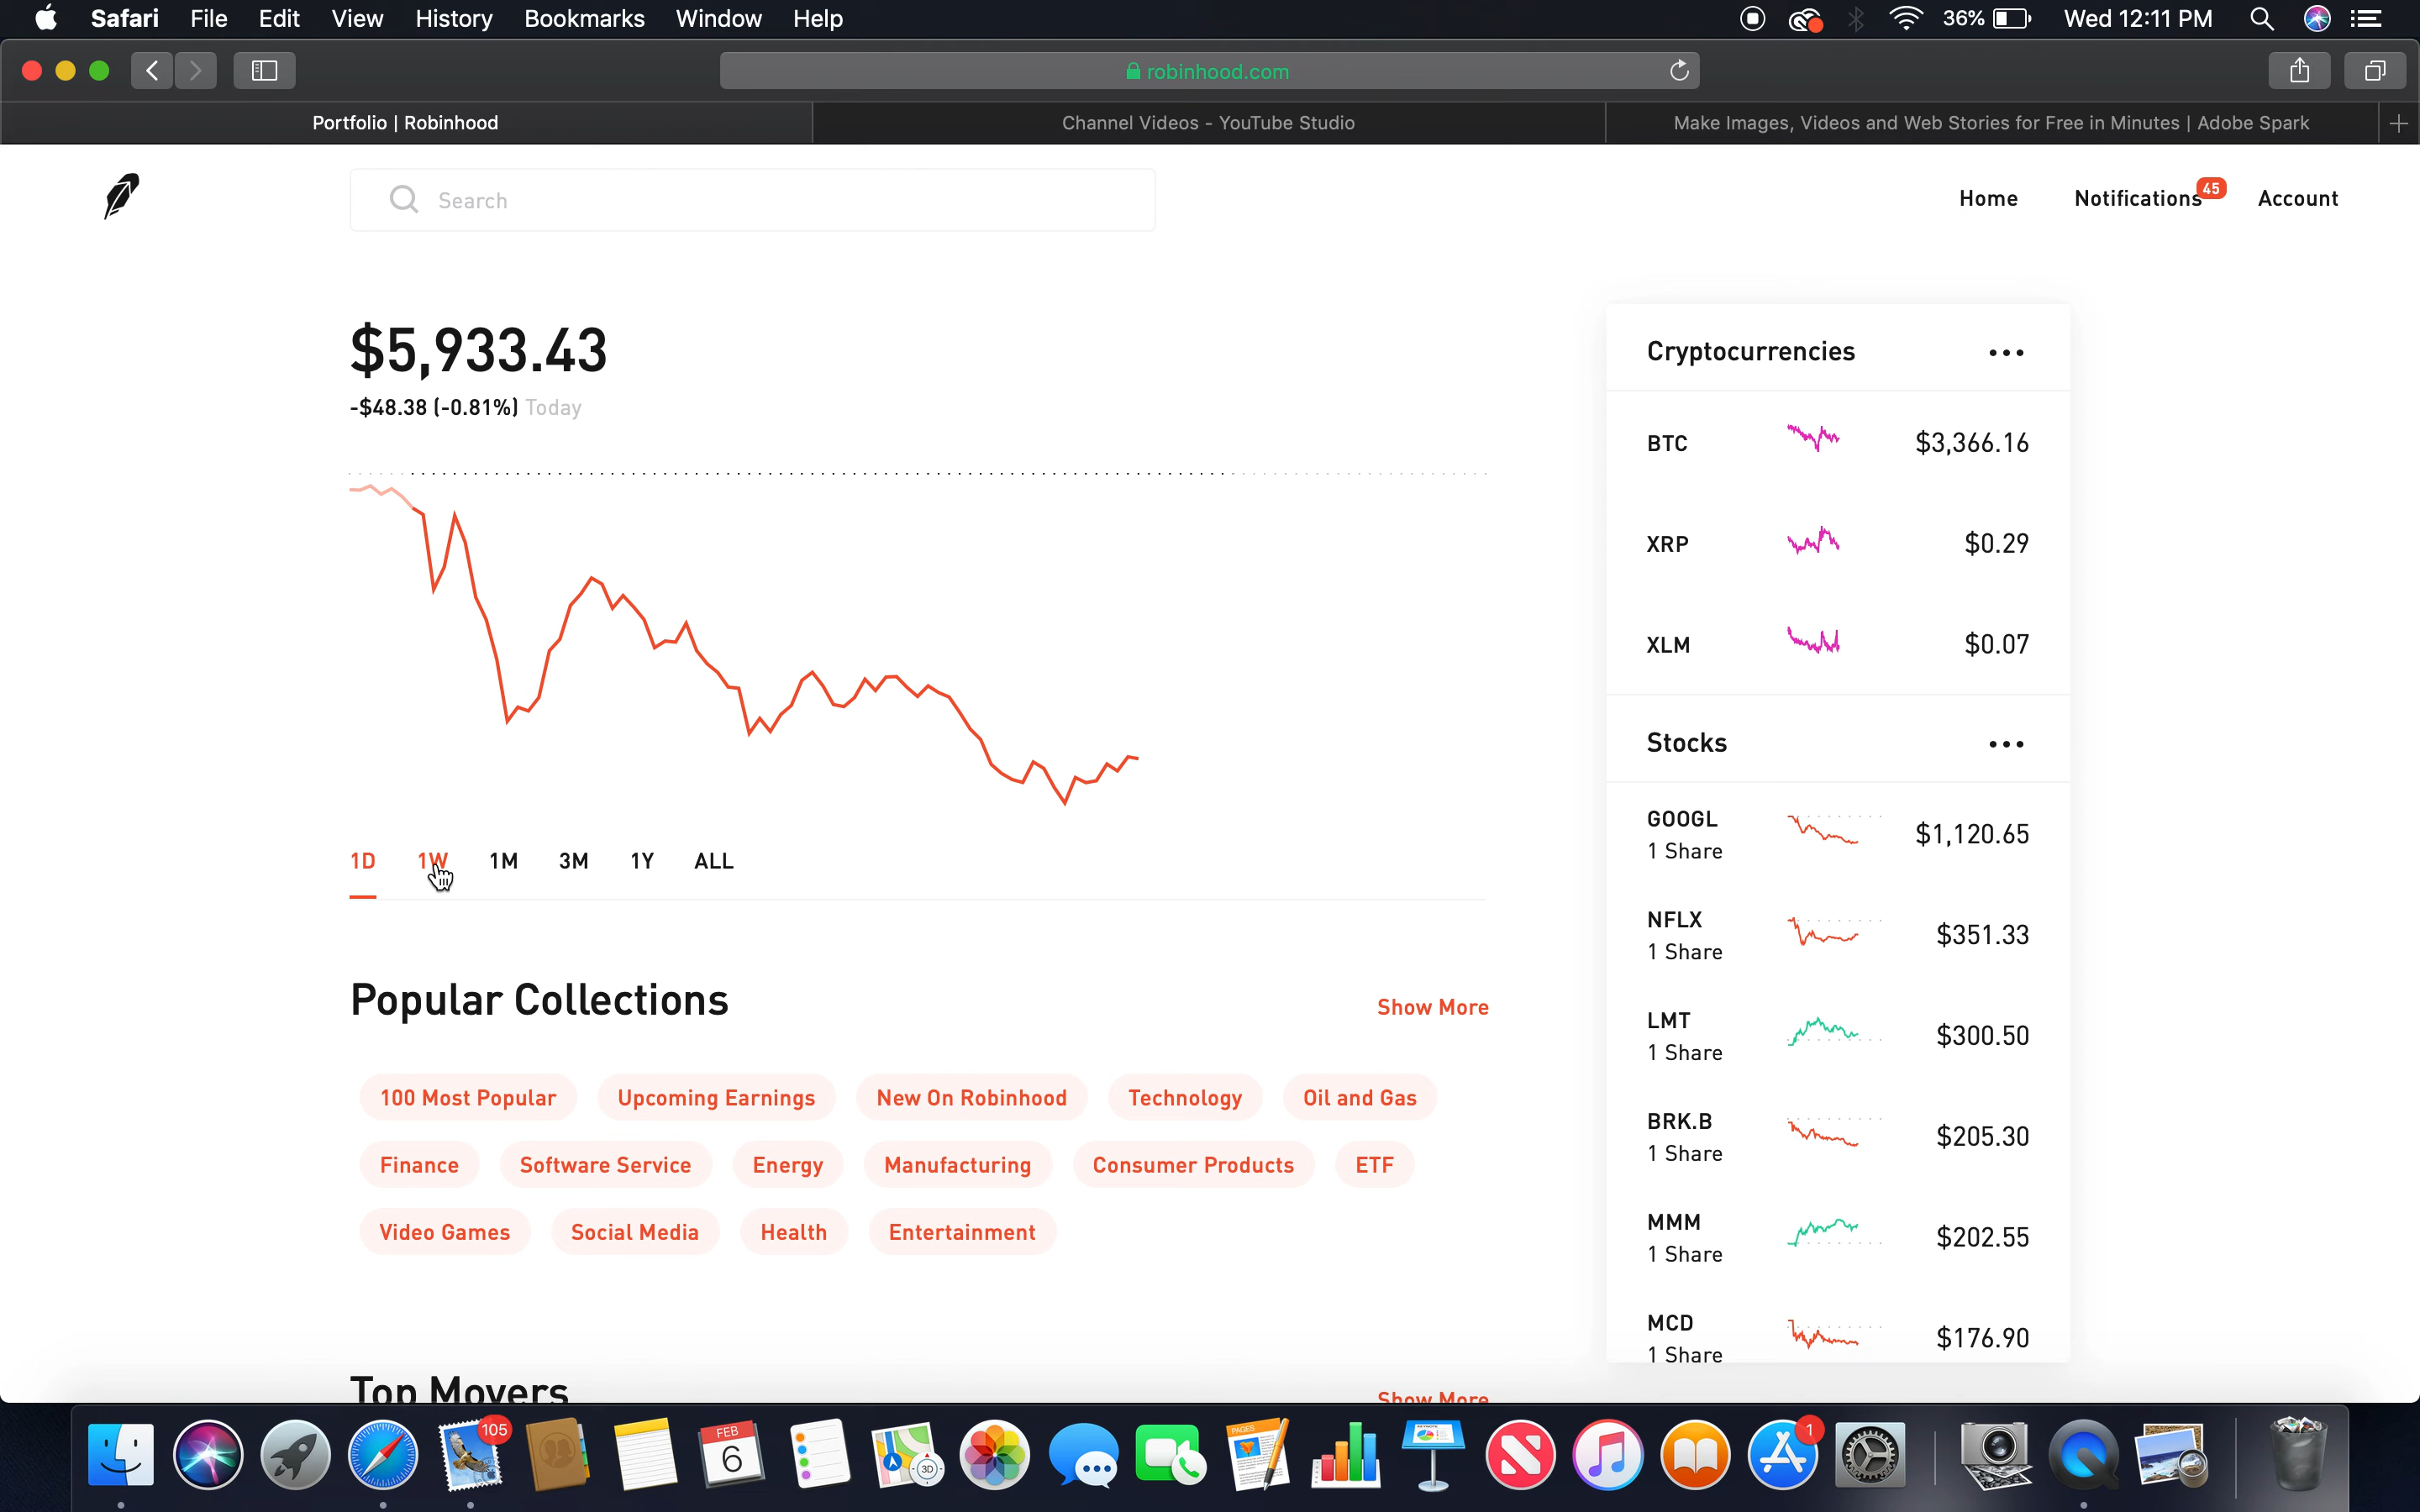 Safari File Edit View History Bookmarks Window Help 36% Wed 12:11 PM
robinhood.com
Portfolio | Robinhood Channel Videos - YouTube Studio Make Images, Videos and Web Stories for Free in Minutes | Adobe Spark
Search Home Notifications 45 Account
$5,933.43
-$48.38 (-0.81%) Today
1D 1W 1M 3M 1Y ALL
Popular Collections Show More
100 Most Popular Upcoming Earnings New On Robinhood Technology Oil and Gas
Finance Software Service Energy Manufacturing Consumer Products ETF
Video Games Social Media Health Entertainment
Top Movers Show More
Cryptocurrencies
BTC $3,366.16
XRP $0.29
XLM $0.07
Stocks
GOOGL $1,120.65
1 Share
NFLX $351.33
1 Share
LMT $300.50
1 Share
BRK.B $205.30
1 Share
MMM $202.55
1 Share
MCD $176.90
1 Share
105 FEB 6 3D PAGES 1